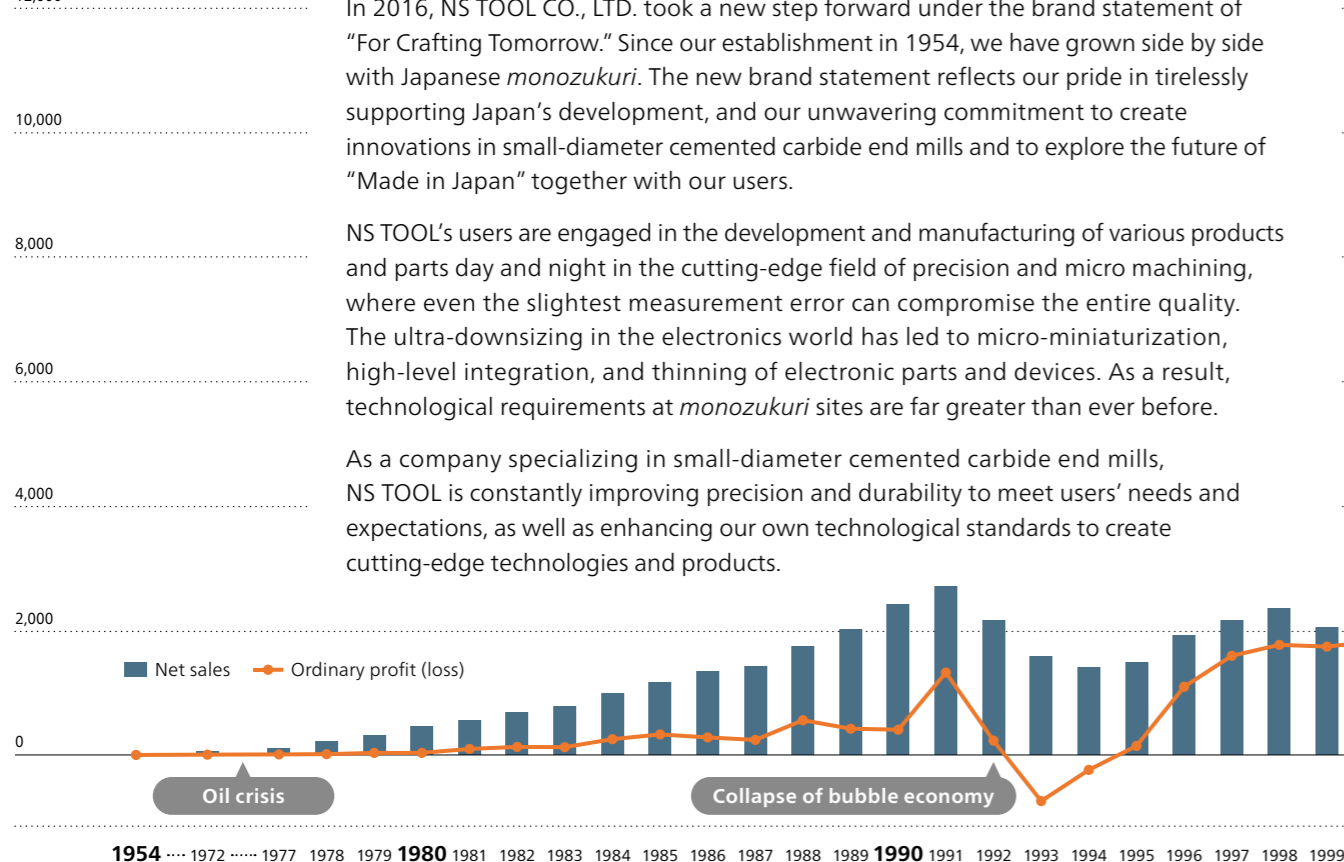 In 2016, NS TOOL CO., LTD. took a new step forward under the brand statement of
“For Crafting Tomorrow.” Since our establishment in 1954, we have grown side by side
with Japanese monozukuri. The new brand statement reflects our pride in tirelessly
supporting Japan’s development, and our unwavering commitment to create
innovations in small-diameter cemented carbide end mills and to explore the future of
“Made in Japan” together with our users.
NS TOOL’s users are engaged in the development and manufacturing of various products
and parts day and night in the cutting-edge field of precision and micro machining,
where even the slightest measurement error can compromise the entire quality.
The ultra-downsizing in the electronics world has led to micro-miniaturization,
high-level integration, and thinning of electronic parts and devices. As a result,
technological requirements at monozukuri sites are far greater than ever before.
As a company specializing in small-diameter cemented carbide end mills,
NS TOOL is constantly improving precision and durability to meet users’ needs and
expectations, as well as enhancing our own technological standards to create
cutting-edge technologies and products.
10,000
8,000
6,000
4,000
2,000
0
Net sales Ordinary profit (loss)
Oil crisis
Collapse of bubble economy
1954 ···· 1972 ······ 1977 1978 1979 1980 1981 1982 1983 1984 1985 1986 1987 1988 1989 1990 1991 1992 1993 1994 1995 1996 1997 1998 1999